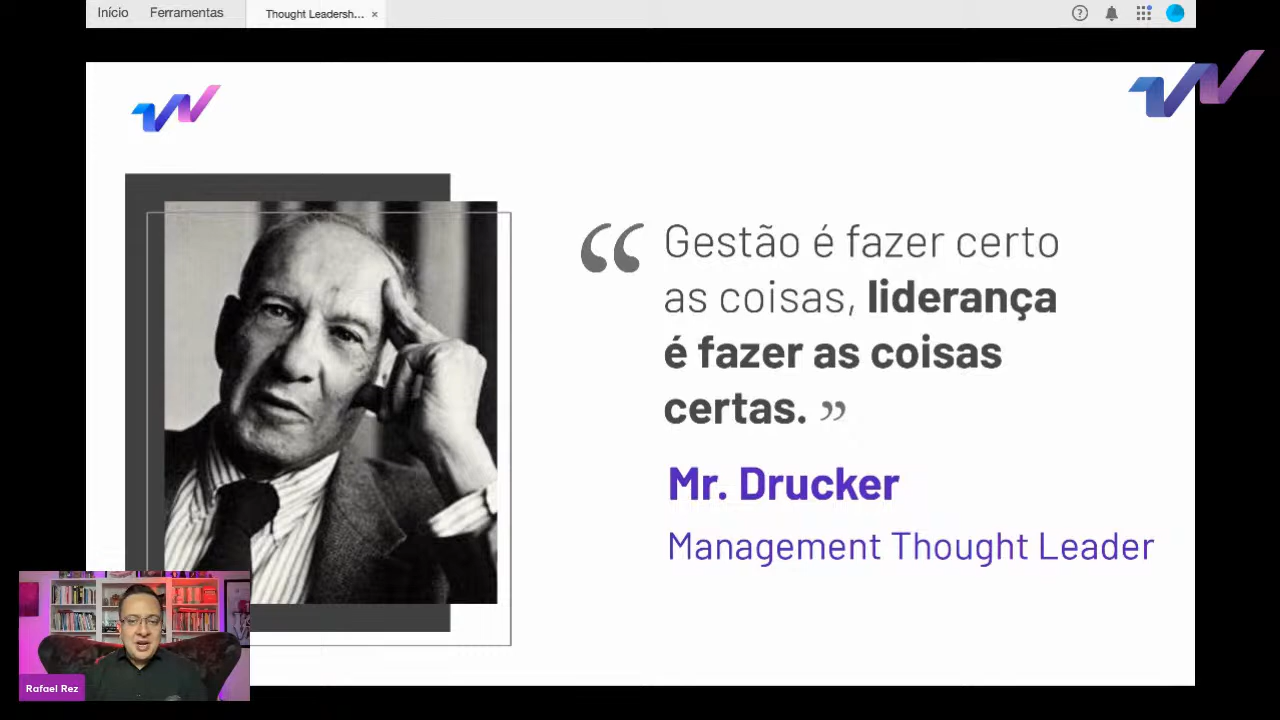 Início Ferramentas Thought Leadersh... ×
“ Gestão é fazer certo
as coisas, liderança
é fazer as coisas
certas. ”
Mr. Drucker
Management Thought Leader
Rafael Rez